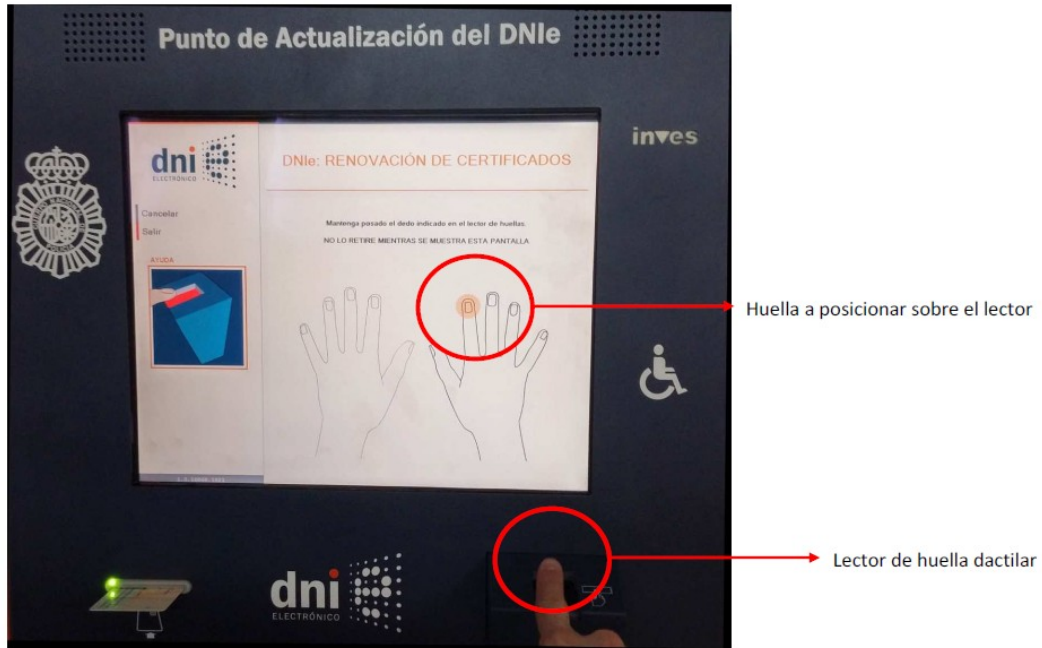 Punto de Actualización del DNIe
inves
dni
ELECTRÓNICO
DNIe: RENOVACIÓN DE CERTIFICADOS
Cancelar
Salir
AYUDA
Mantenga posado el dedo indicado en el lector de huellas.
NO LO RETIRE MIENTRAS SE MUESTRA ESTA PANTALLA
Huella a posicionar sobre el lector
Lector de huella dactilar
dni
ELECTRÓNICO